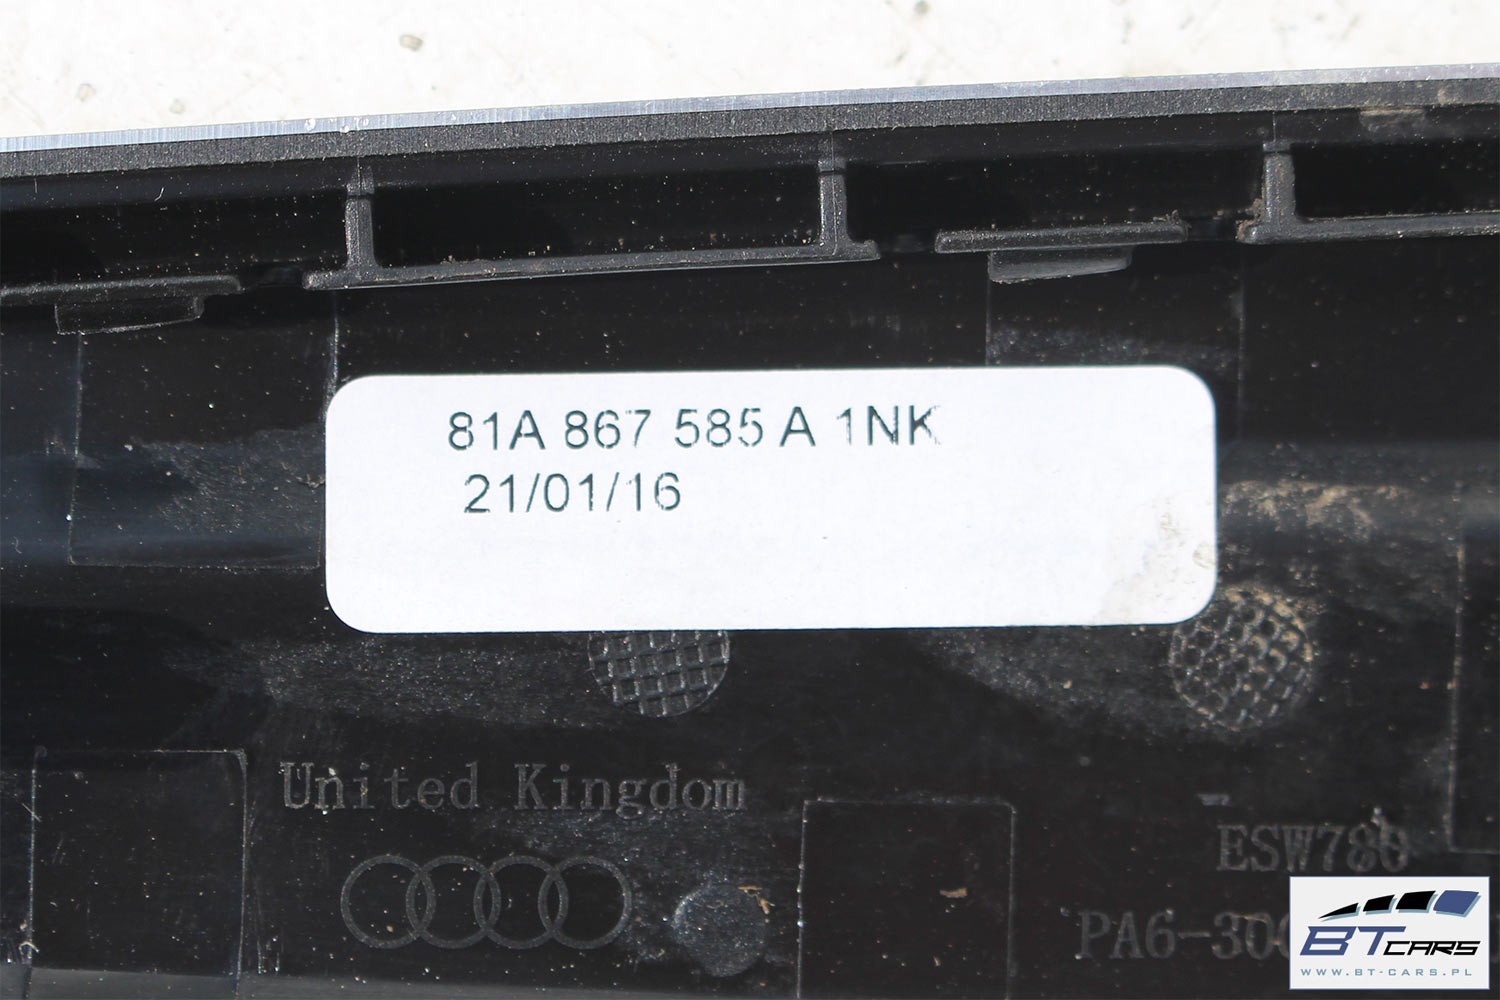 81A 867 585 A 1NK
21/01/16
United Kingdom
ESW780
BT CARS
WWW.BT-CARS.PL